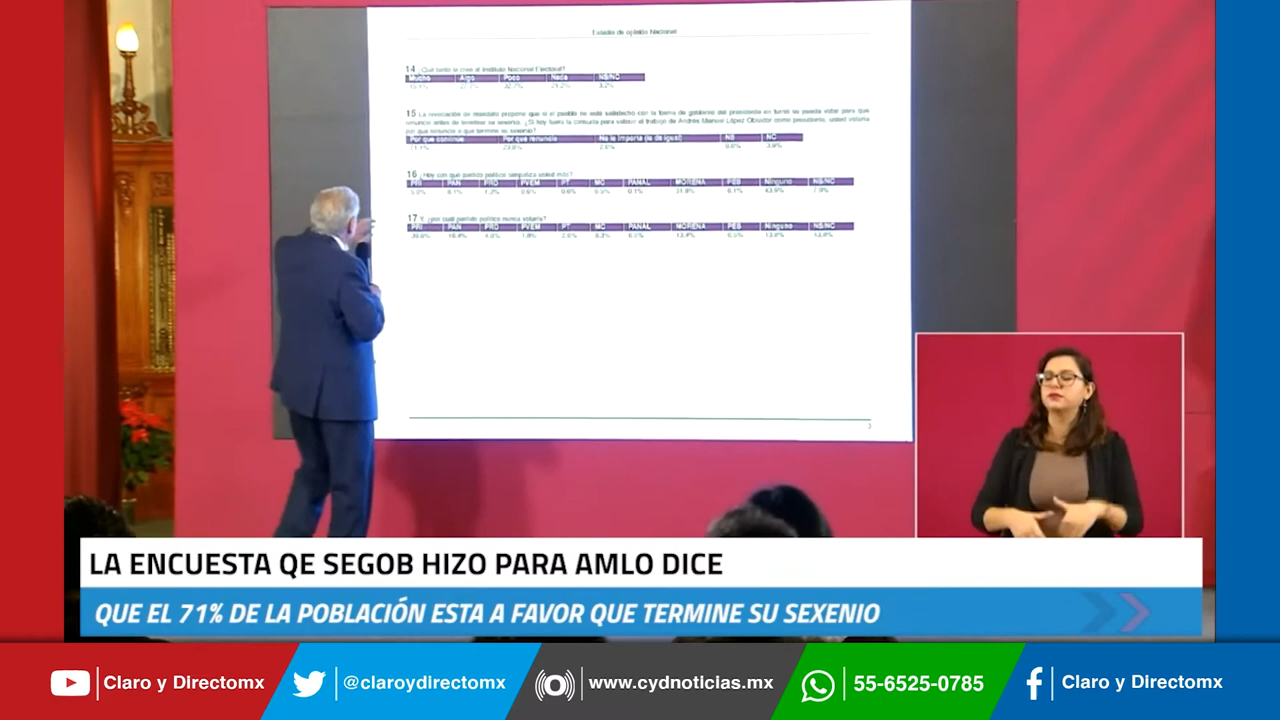 Estudio de opinión Nacional
14 ¿Qué tanto le cree al Instituto Nacional Electoral?
Mucho Algo Poco Nada NS/NC
15 La revocación de mandato propone que si el pueblo no está satisfecho con la forma de gobierno del presidente en turno se pueda votar para que
renuncie antes de terminar su sexenio. ¿Si hoy fuera la consulta para valorar el trabajo de Andrés Manuel López Obrador como presidente, usted votaría
por que renuncie o que termine su sexenio?
Por que continúe Por que renuncie No le importa (le da igual) NS NC
71.1%
16 ¿Hoy con qué partido político simpatiza usted más?
PRI PAN PRD PVEM PT MC PANAL MORENA PES Ninguno NS/NC
17 Y, ¿por cuál partido político nunca votaría?
PRI PAN PRD PVEM PT MC PANAL MORENA PES Ninguno NS/NC
3
LA ENCUESTA QE SEGOB HIZO PARA AMLO DICE
QUE EL 71% DE LA POBLACIÓN ESTA A FAVOR QUE TERMINE SU SEXENIO
Claro y Directomx
@claroydirectomx
www.cydnoticias.mx
55-6525-0785
Claro y Directomx